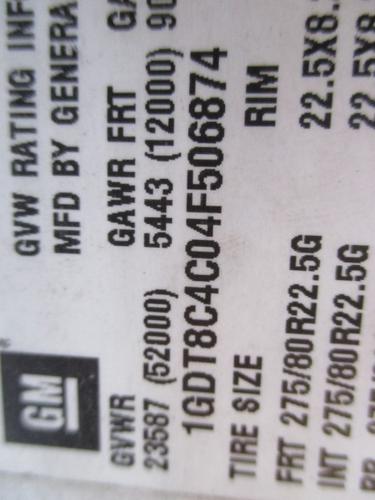 GVW RATING INF
MFD BY GENERA
GM
GVWR GAWR FRT GA
23587 (52000) 5443 (12000) 90
1GDT8C4C04F506874
TIRE SIZE RIM
FRT 275/80R22.5G 22.5X8.
INT 275/80R22.5G 22.5X8